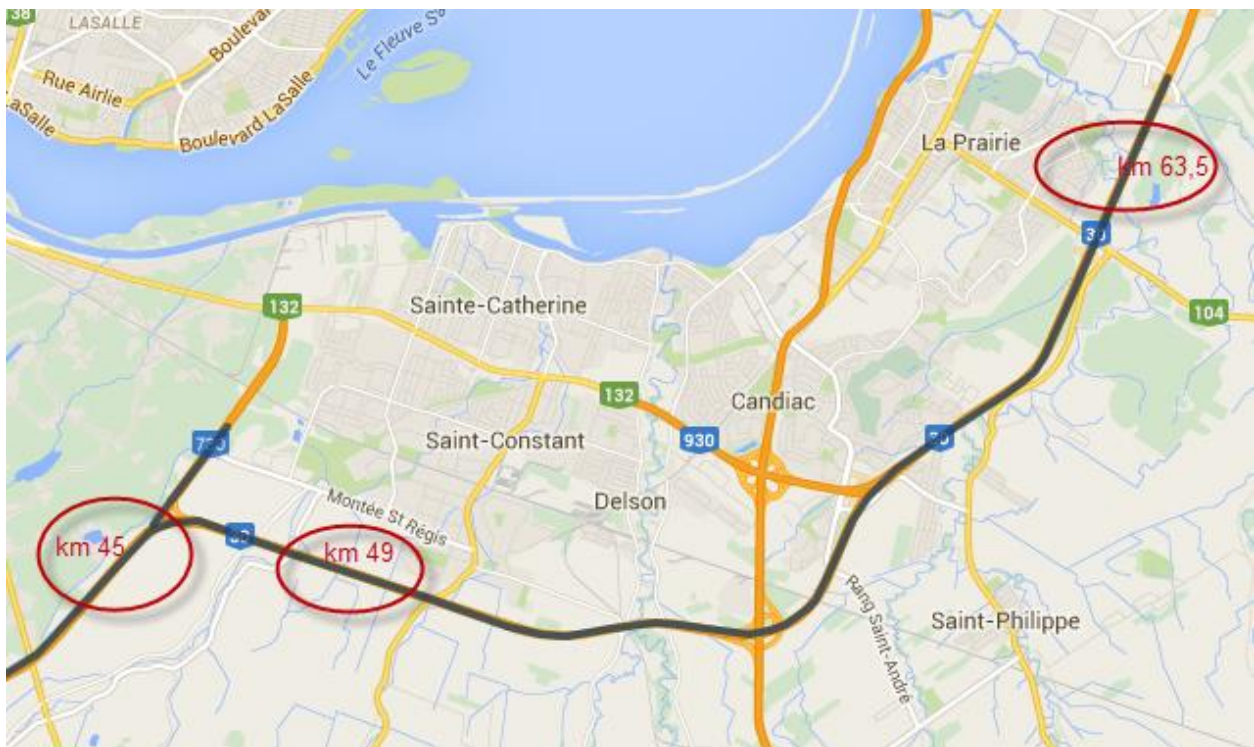 38
LASALLE
Boulevar
Le Fleuve S
Rue Airlie
LaSalle
Boulevard LaSalle
La Prairie
km 63,5
30
132
Sainte-Catherine
104
132
Candiac
730
Saint-Constant
930
30
Montée St Régis
Delson
km 45
30
km 49
Rang Saint-André
Saint-Philippe